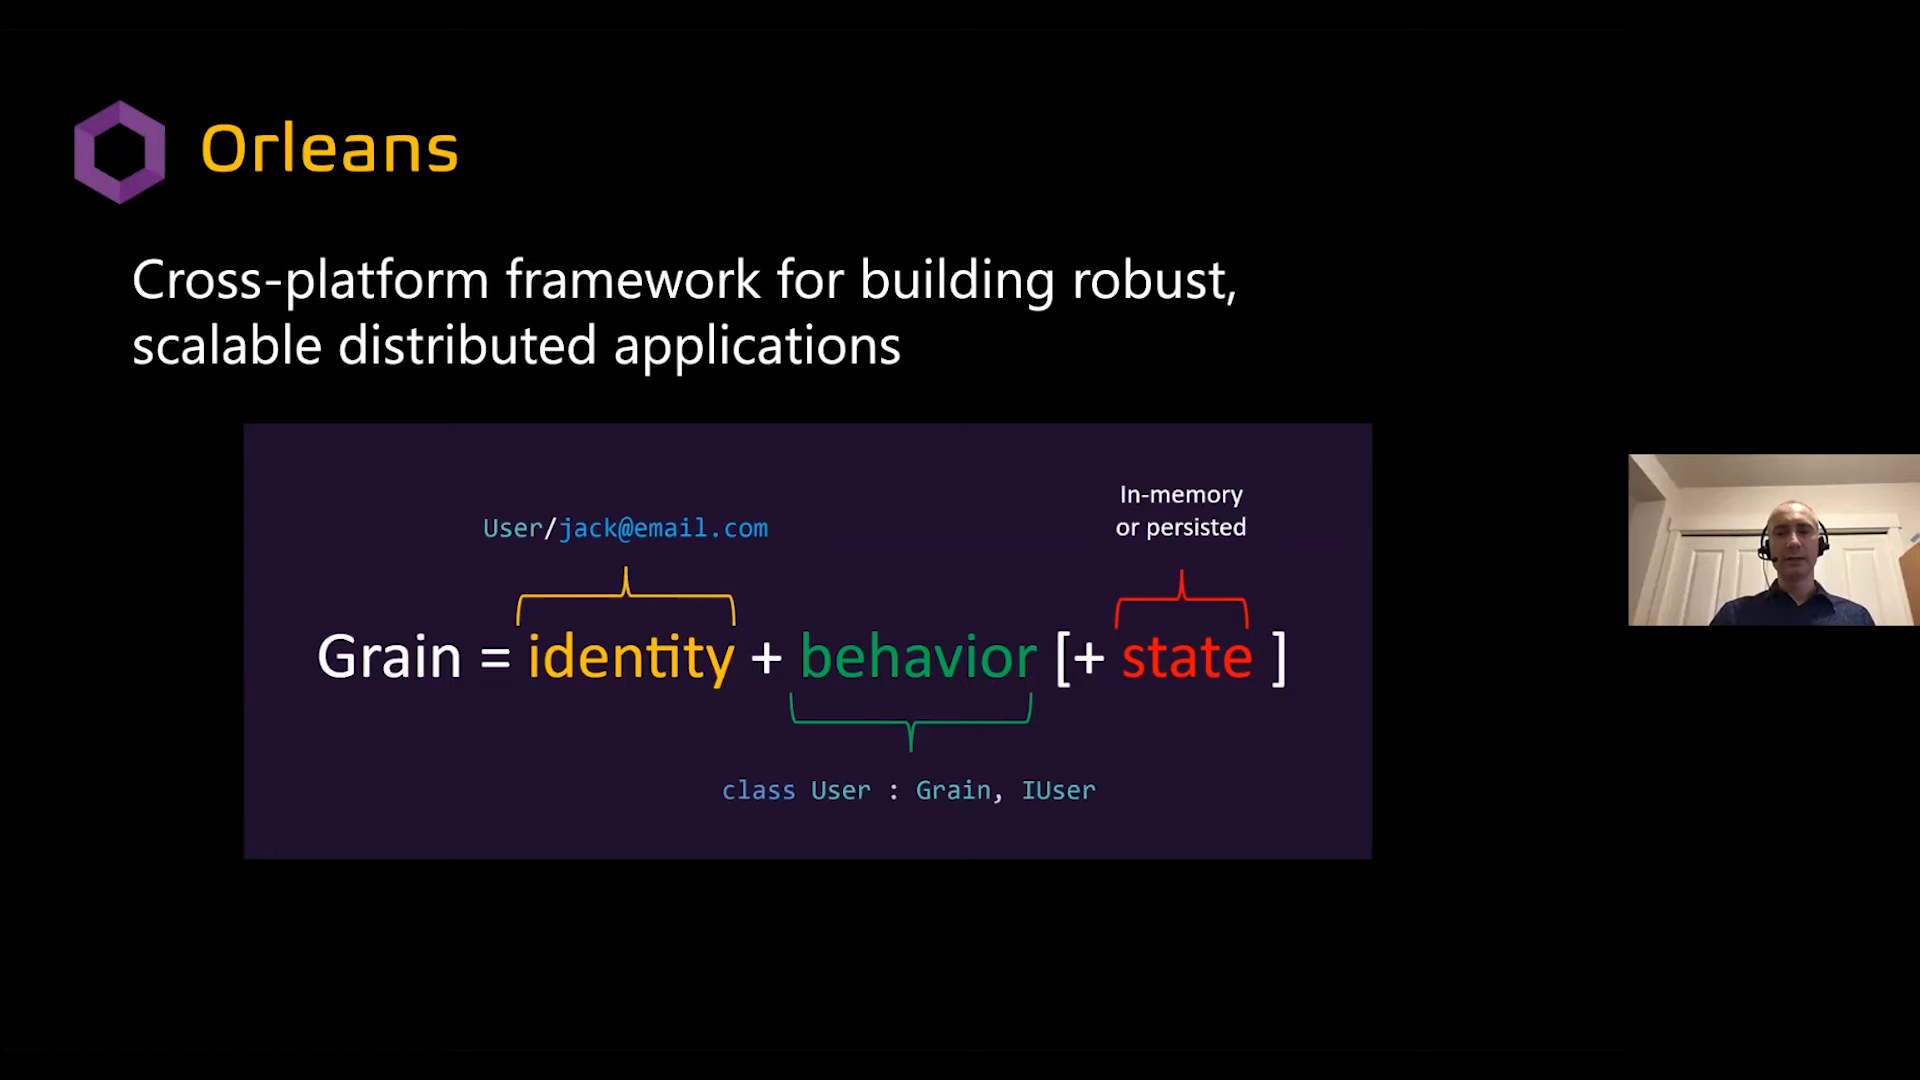 Orleans
Cross-platform framework for building robust,
scalable distributed applications
In-memory
or persisted
User/jack@email.com
Grain = identity + behavior [+ state ]
class User : Grain, IUser